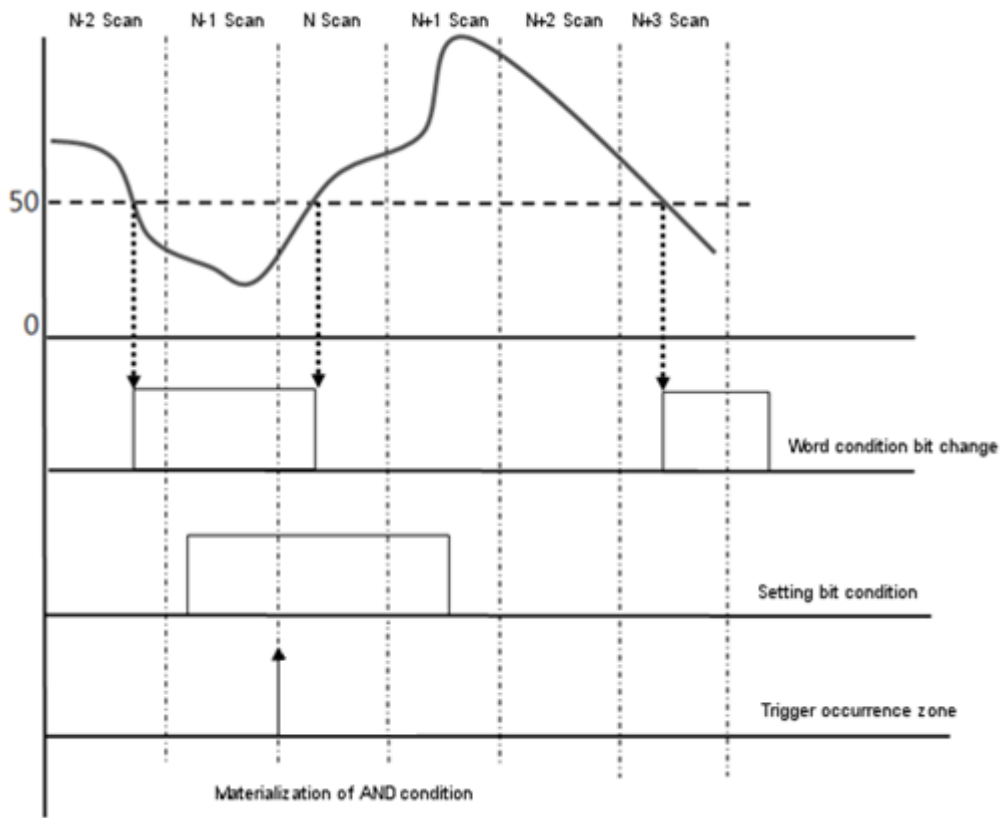 N-2 Scan N-1 Scan N Scan N+1 Scan N+2 Scan N+3 Scan
50
0
Word condition bit change
Setting bit condition
Trigger occurrence zone
Materialization of AND condition